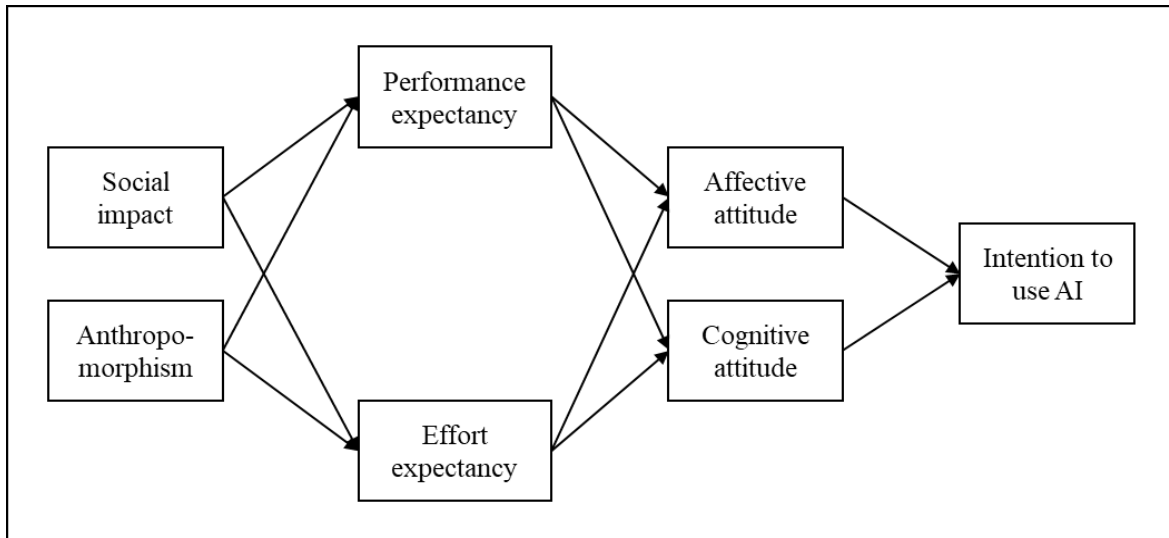 Performance
expectancy
Social
impact
Affective
attitude
Intention to
use AI
Anthropo-
morphism
Cognitive
attitude
Effort
expectancy